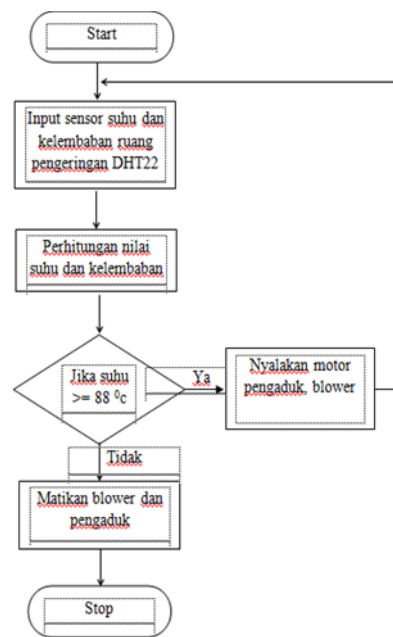 Start
Input sensor suhu dan
kelembaban ruang
pengeringan DHT22
Perhitungan nilai
suhu dan kelembaban
Jika suhu
>= 88 ⁰c
Ya
Nyalakan motor
pengaduk, blower
Tidak
Matikan blower dan
pengaduk
Stop